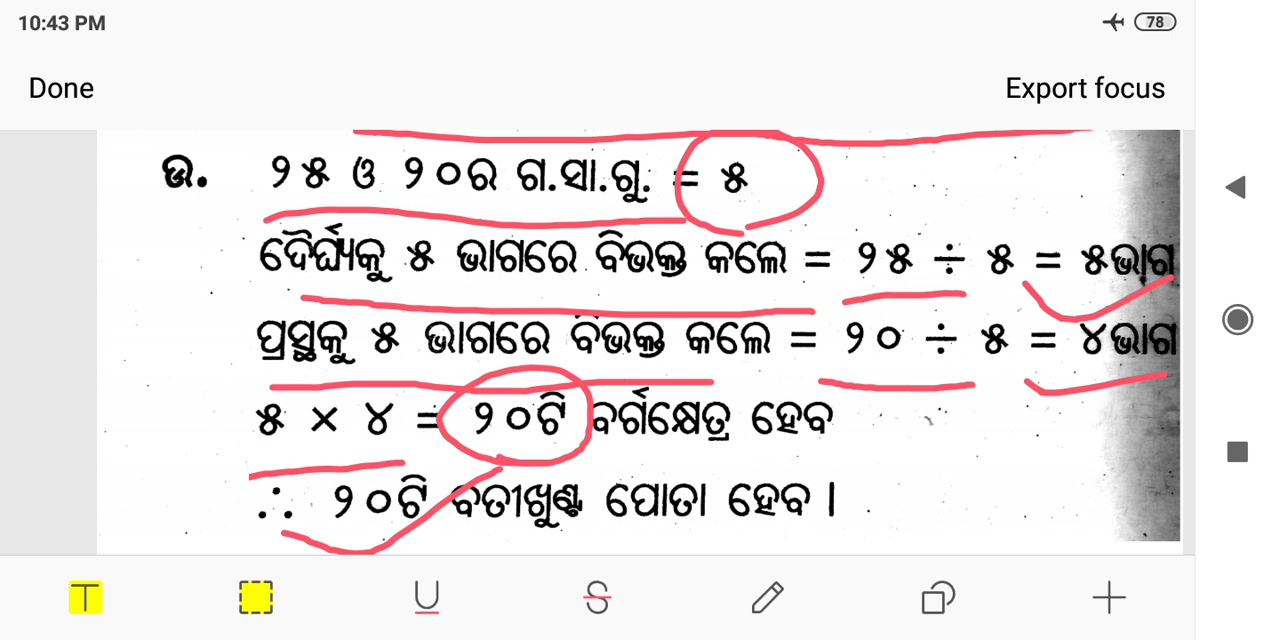 10:43 PM
78
Done
Export focus
ଉ. ୨୫ ଓ ୨୦ର ଗ.ସା.ଗୁ. = ୫
ଦୈର୍ଘ୍ୟକୁ ୫ ଭାଗରେ ବିଭକ୍ତ କଲେ = ୨୫ ÷ ୫ = ୫ଭାଗ
ପ୍ରସ୍ଥକୁ ୫ ଭାଗରେ ବିଭକ୍ତ କଲେ = ୨୦ ÷ ୫ = ୪ଭାଗ
୫ × ୪ = ୨୦ଟି ବର୍ଗକ୍ଷେତ୍ର ହେବ
∴ ୨୦ଟି ବତୀଖୁଣ୍ଟ ପୋତା ହେବ।
T U S